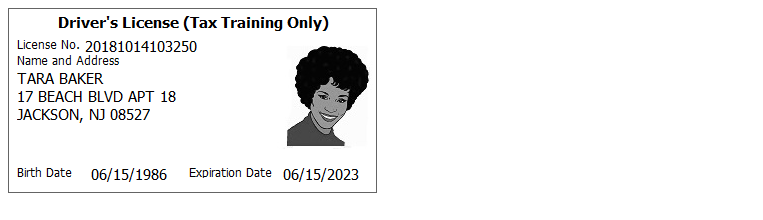 Driver's License (Tax Training Only)
License No. 20181014103250
Name and Address
TARA BAKER
17 BEACH BLVD APT 18
JACKSON, NJ 08527
Birth Date 06/15/1986 Expiration Date 06/15/2023